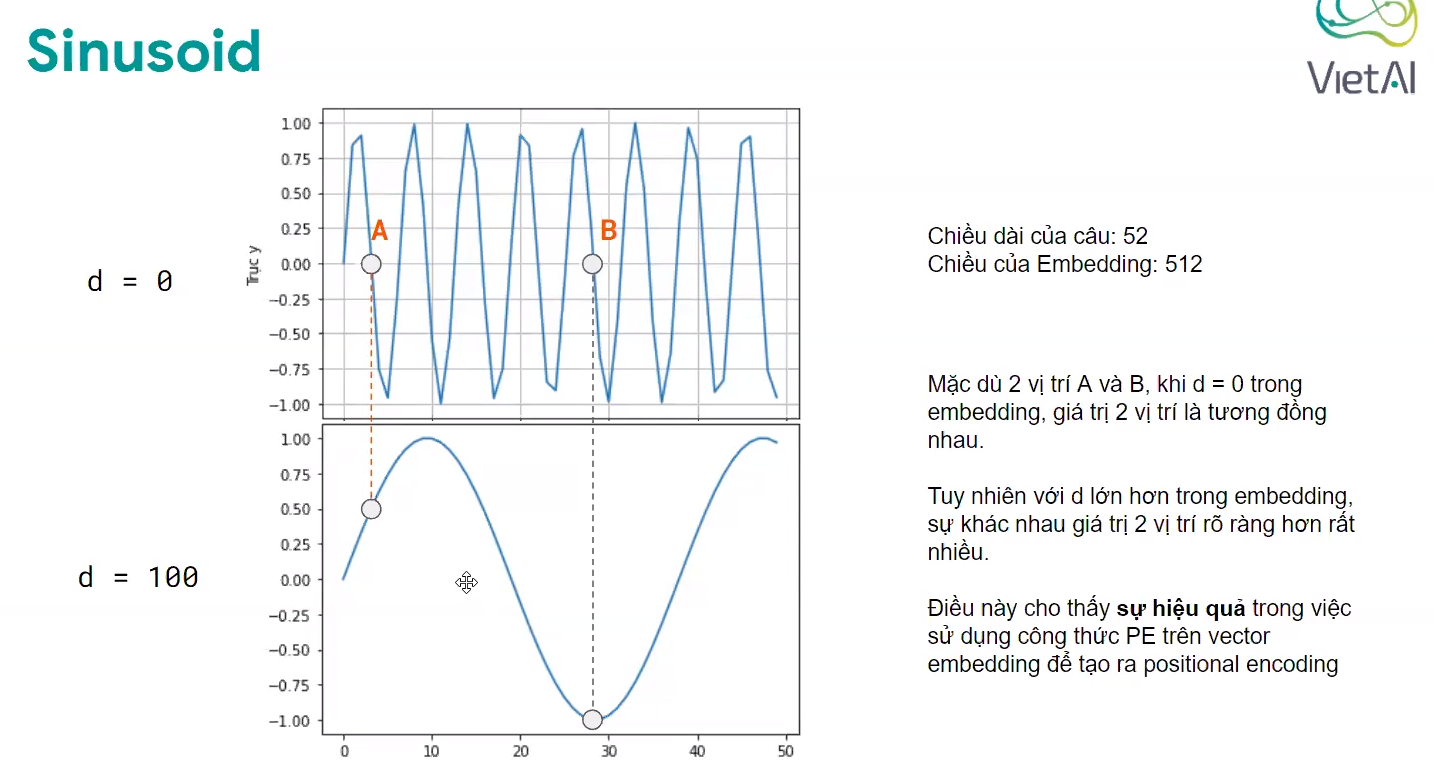 Sinusoid
VietAI
d = 0
Trục y
1.00
0.75
0.50
0.25
0.00
−0.25
−0.50
−0.75
−1.00
A
B
Chiều dài của câu: 52
Chiều của Embedding: 512
d = 100
1.00
0.75
0.50
0.25
0.00
−0.25
−0.50
−0.75
−1.00
0
10
20
30
40
50
Mặc dù 2 vị trí A và B, khi d = 0 trong
embedding, giá trị 2 vị trí là tương đồng
nhau.
Tuy nhiên với d lớn hơn trong embedding,
sự khác nhau giá trị 2 vị trí rõ ràng hơn rất
nhiều.
Điều này cho thấy sự hiệu quả trong việc
sử dụng công thức PE trên vector
embedding để tạo ra positional encoding